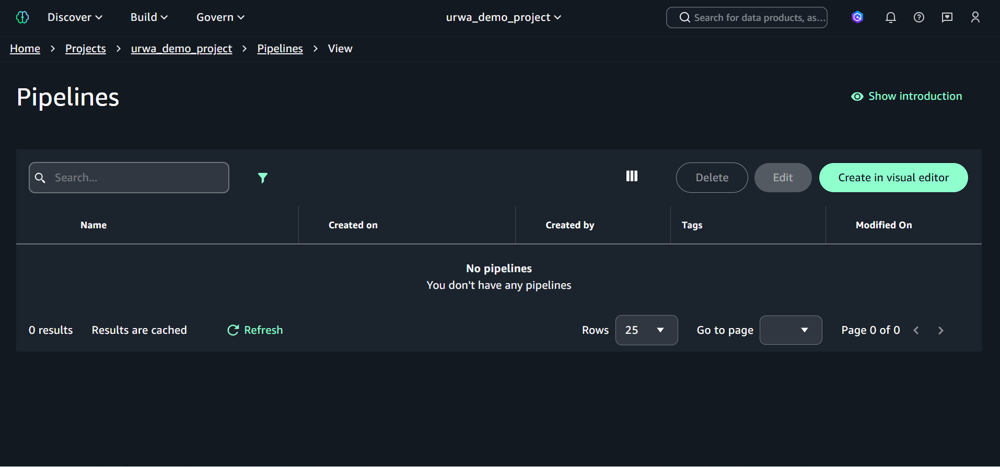 Discover Build Govern urwa_demo_project Search for data products, as...
Home > Projects > urwa_demo_project > Pipelines > View
Pipelines
Show introduction
Search... Delete Edit Create in visual editor
Name Created on Created by Tags Modified On
No pipelines
You don't have any pipelines
0 results Results are cached Refresh Rows 25 Go to page Page 0 of 0